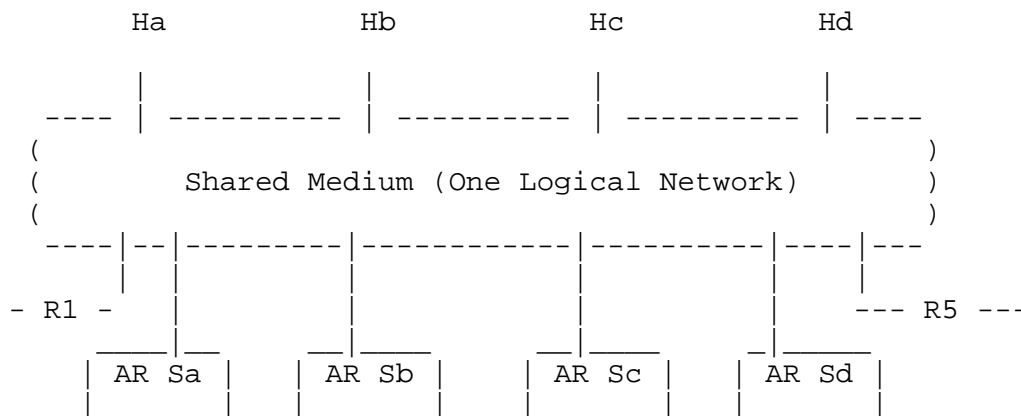 Ha Hb Hc Hd
Shared Medium (One Logical Network)
- R1 - --- R5 ---
AR Sa AR Sb AR Sc AR Sd